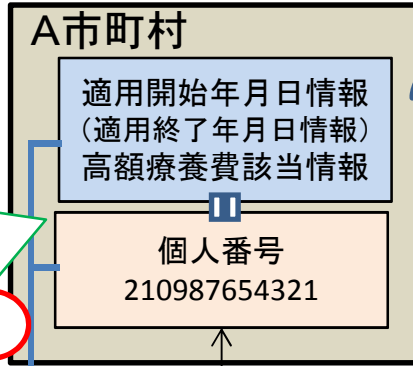 A市町村
適用開始年月日情報
（適用終了年月日情報）
高額療養費該当情報
個人番号
210987654321